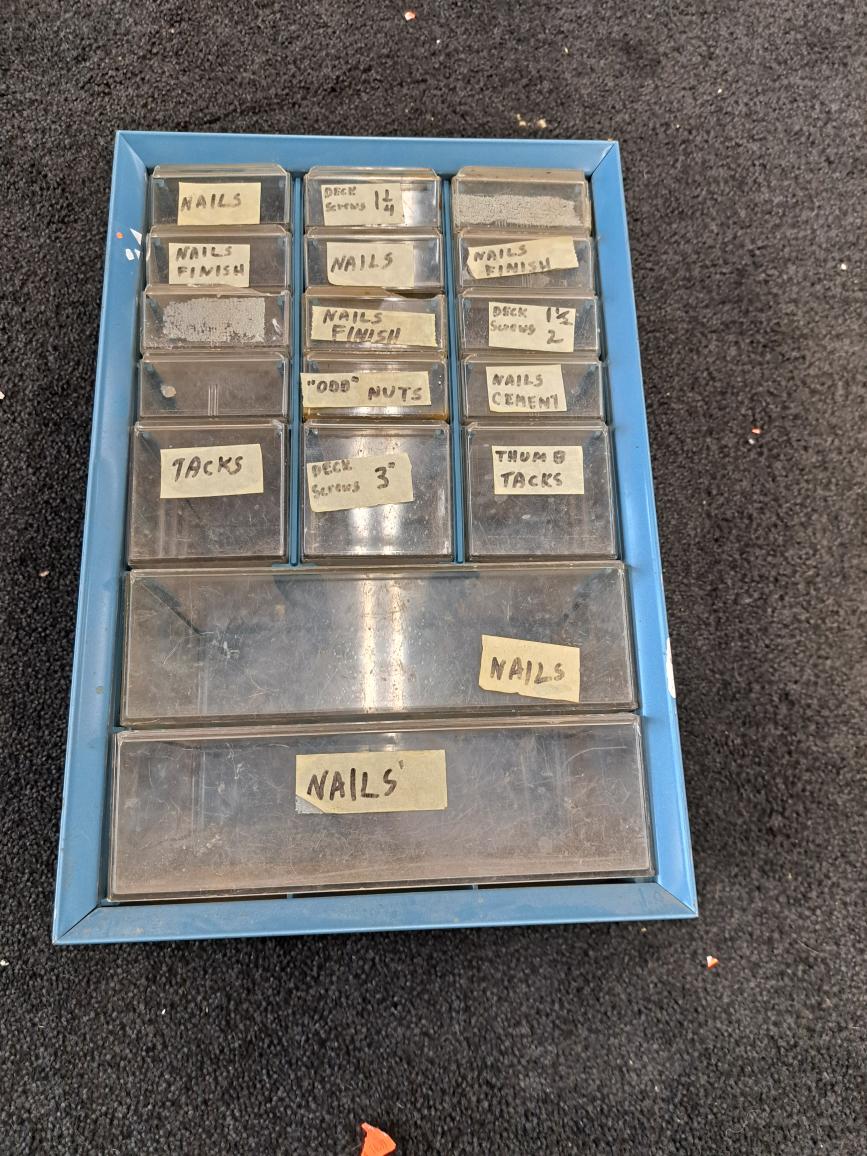 NAILS
DECK 1 1/4
Screws
NAILS
FINISH
NAILS
NAILS
FINISH
NAILS
FINISH
DECK 1 1/2
Screws 2
"ODD" NUTS
NAILS
CEMENT
TACKS
DECK 3"
Screws
THUMB
TACKS
NAILS
NAILS'